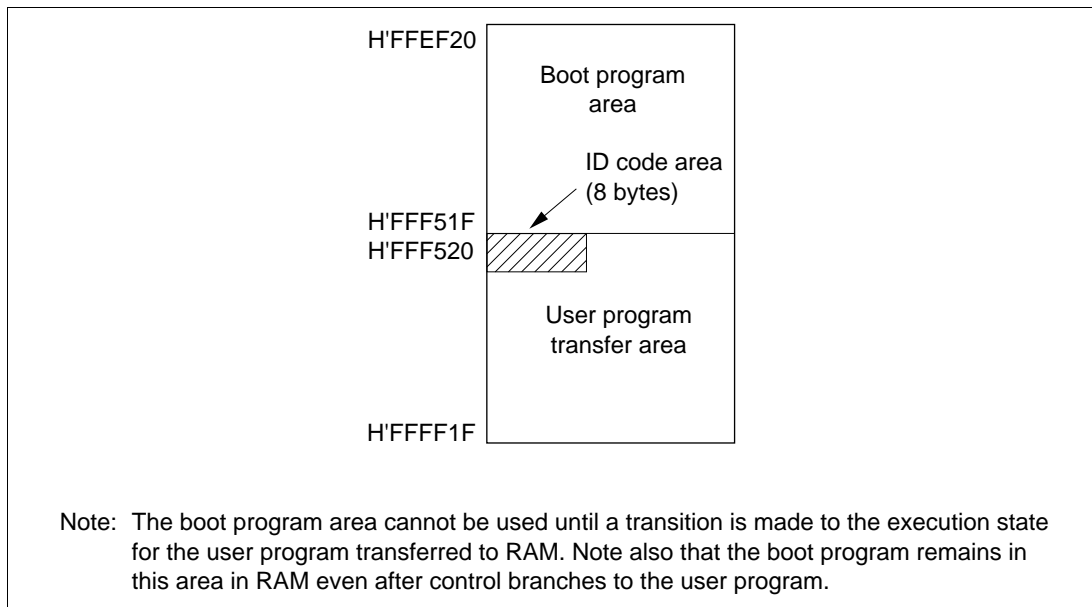 H'FFEF20
Boot program
area
ID code area
(8 bytes)
H'FFF51F
H'FFF520
User program
transfer area
H'FFFF1F
Note: The boot program area cannot be used until a transition is made to the execution state
for the user program transferred to RAM. Note also that the boot program remains in
this area in RAM even after control branches to the user program.